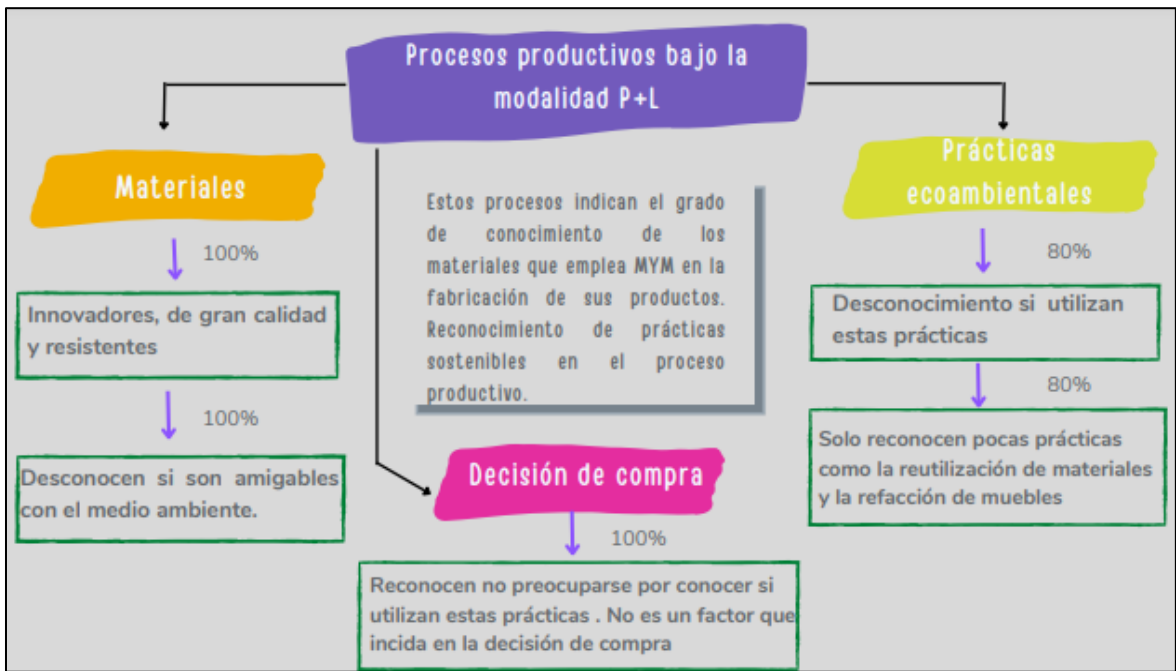 Procesos productivos bajo la
modalidad P+L
Materiales
100%
Innovadores, de gran calidad
y resistentes
100%
Desconocen si son amigables
con el medio ambiente.
Estos procesos indican el grado
de conocimiento de los
materiales que emplea MYM en la
fabricación de sus productos.
Reconocimiento de prácticas
sostenibles en el proceso
productivo.
Decisión de compra
100%
Reconocen no preocuparse por conocer si
utilizan estas prácticas . No es un factor que
incida en la decisión de compra
Prácticas
ecoambientales
80%
Desconocimiento si utilizan
estas prácticas
80%
Solo reconocen pocas prácticas
como la reutilización de materiales
y la refacción de muebles